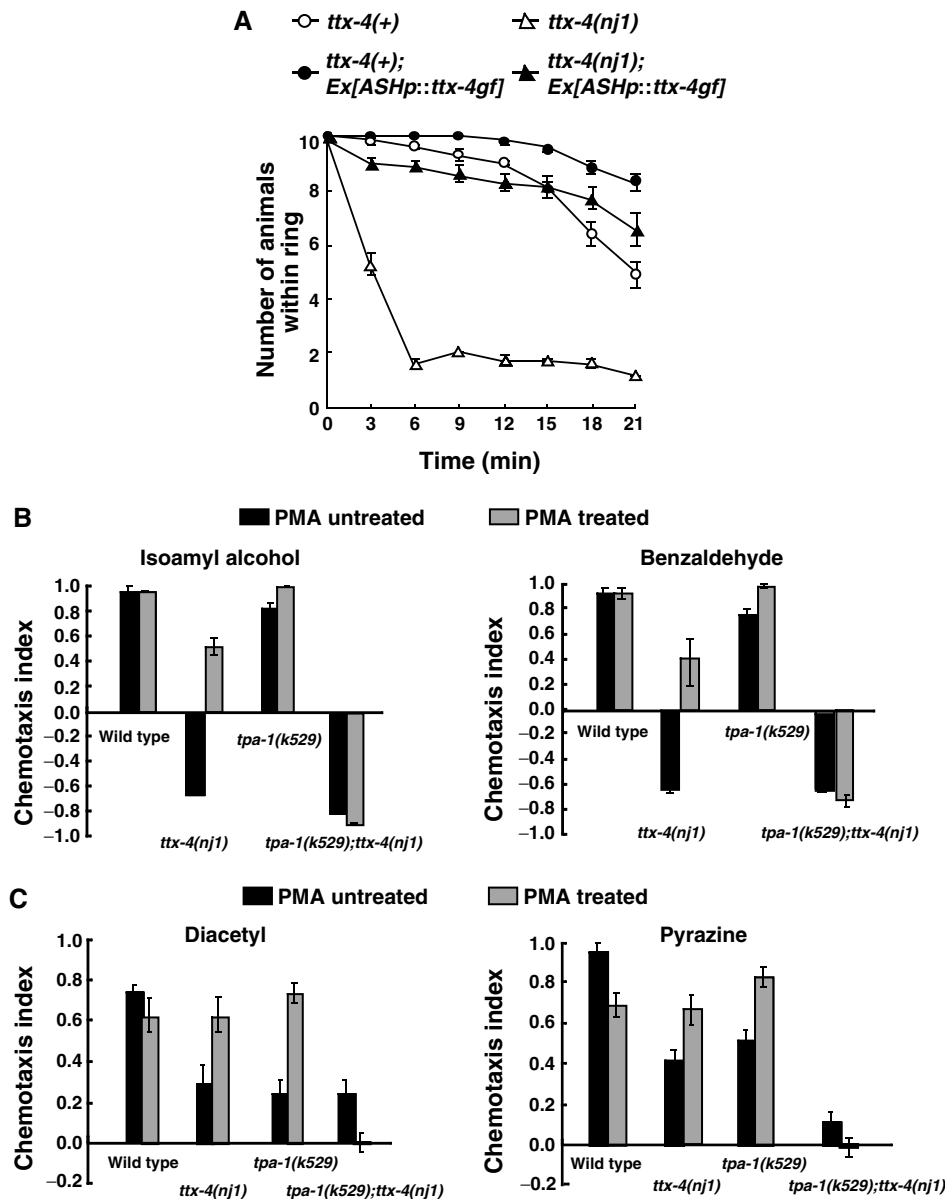 A
ttx-4(+)
ttx-4(nj1)
ttx-4(+);
Ex[ASHp::ttx-4gf]
ttx-4(nj1);
Ex[ASHp::ttx-4gf]
Number of animals
within ring
10
8
6
4
2
0
0 3 6 9 12 15 18 21
Time (min)
B
PMA untreated
PMA treated
Isoamyl alcohol
Chemotaxis index
1.0
0.8
0.6
0.4
0.2
0.0
−0.2
−0.4
−0.6
−0.8
−1.0
Wild type
ttx-4(nj1)
tpa-1(k529)
tpa-1(k529);ttx-4(nj1)
Benzaldehyde
Chemotaxis index
1.0
0.8
0.6
0.4
0.2
0.0
−0.2
−0.4
−0.6
−0.8
−1.0
Wild type
ttx-4(nj1)
tpa-1(k529)
tpa-1(k529);ttx-4(nj1)
C
PMA untreated
PMA treated
Diacetyl
Chemotaxis index
1.0
0.8
0.6
0.4
0.2
0.0
−0.2
Wild type
ttx-4(nj1)
tpa-1(k529)
tpa-1(k529);ttx-4(nj1)
Pyrazine
Chemotaxis index
1.0
0.8
0.6
0.4
0.2
0.0
−0.2
Wild type
ttx-4(nj1)
tpa-1(k529)
tpa-1(k529);ttx-4(nj1)